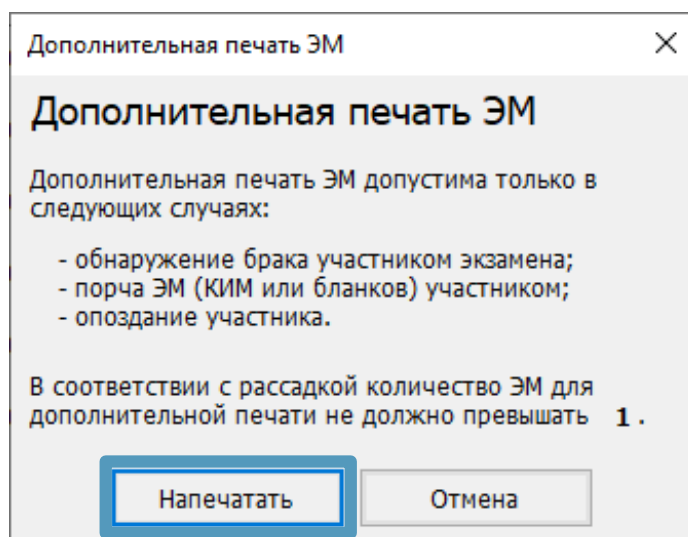 Дополнительная печать ЭМ
Дополнительная печать ЭМ
Дополнительная печать ЭМ допустима только в
следующих случаях:
- обнаружение брака участником экзамена;
- порча ЭМ (КИМ или бланков) участником;
- опоздание участника.
В соответствии с рассадкой количество ЭМ для
дополнительной печати не должно превышать 1 .
Напечатать Отмена